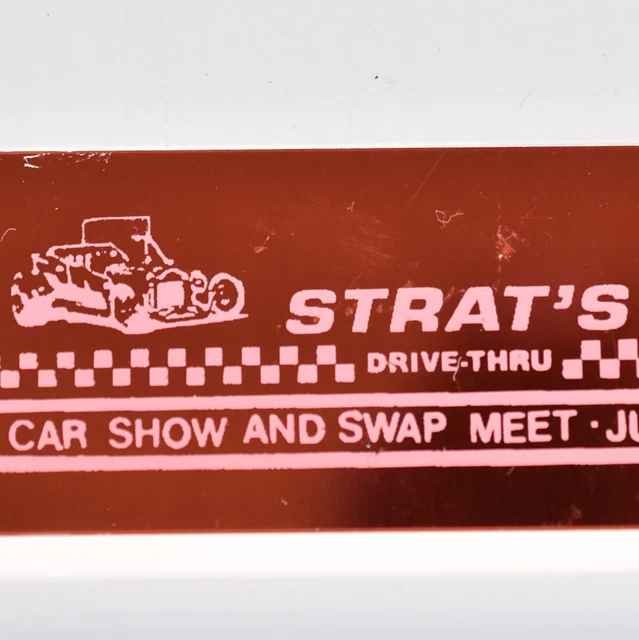 STRAT'S
DRIVE-THRU
CAR SHOW AND SWAP MEET · JU